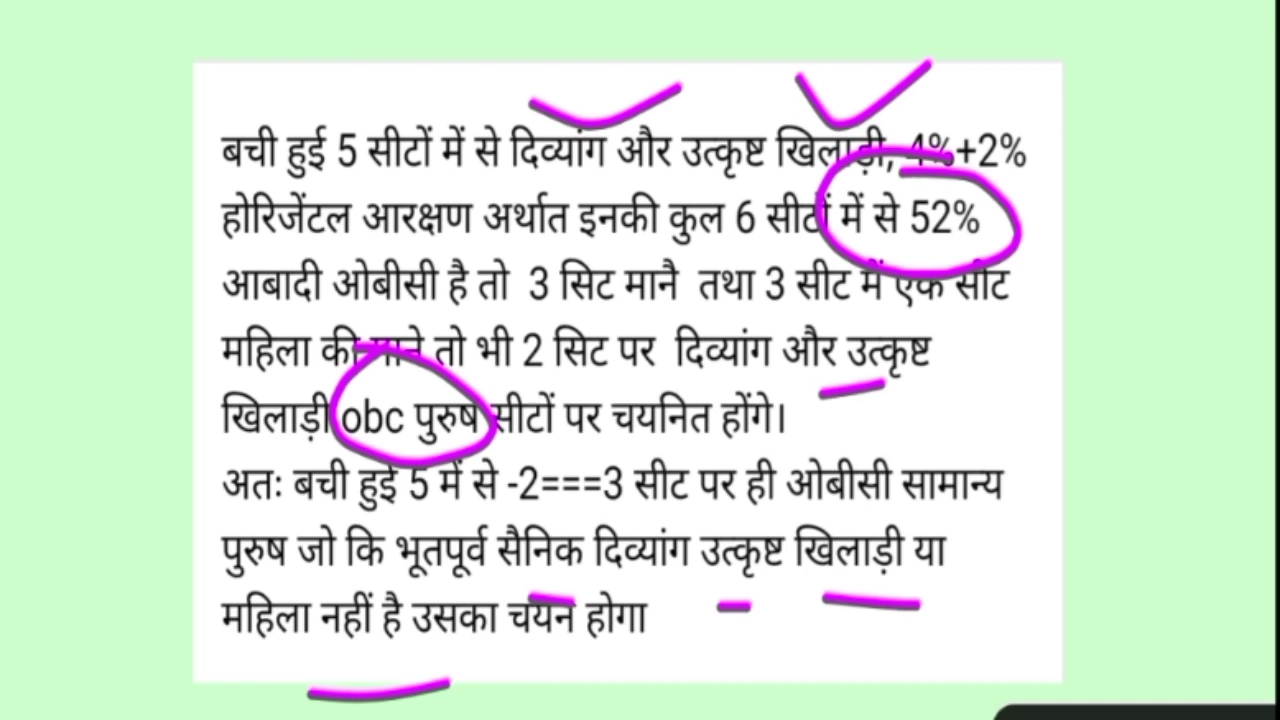 बची हुई 5 सीटों में से दिव्यांग और उत्कृष्ट खिलाड़ी, 4%+2%
होरिजेंटल आरक्षण अर्थात इनकी कुल 6 सीटों में से 52%
आबादी ओबीसी है तो 3 सिट मानै तथा 3 सीट में एक सीट
महिला की माने तो भी 2 सिट पर दिव्यांग और उत्कृष्ट
खिलाड़ी obc पुरुष सीटों पर चयनित होंगे।
अतः बची हुई 5 में से -2===3 सीट पर ही ओबीसी सामान्य
पुरुष जो कि भूतपूर्व सैनिक दिव्यांग उत्कृष्ट खिलाड़ी या
महिला नहीं है उसका चयन होगा